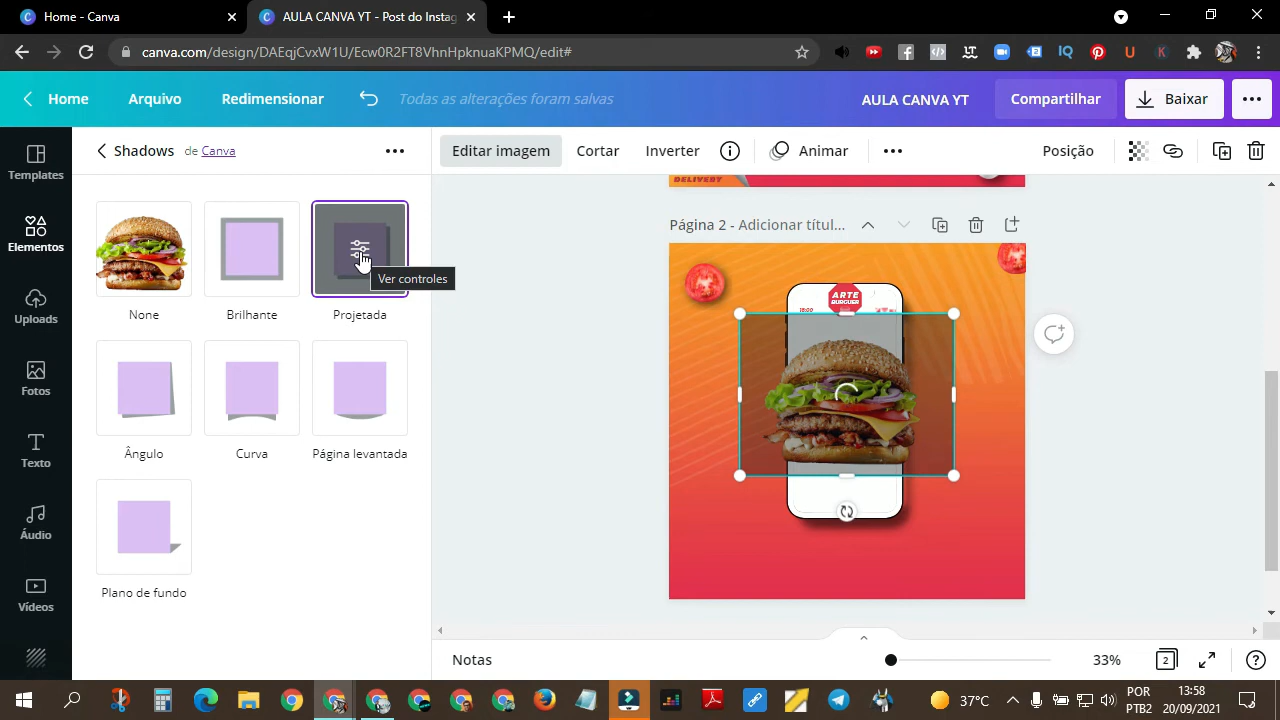 Home - Canva
AULA CANVA YT - Post do Instag
canva.com/design/DAEqjCvxW1U/Ecw0R2FT8VhnHpknuaKPMQ/edit#
Home
Arquivo
Redimensionar
Todas as alterações foram salvas
AULA CANVA YT
Compartilhar
Baixar
Templates
Elementos
Uploads
Fotos
Texto
Áudio
Vídeos
Shadows de Canva
Editar imagem
Cortar
Inverter
Animar
Posição
None
Brilhante
Projetada
Ver controles
Ângulo
Curva
Página levantada
Plano de fundo
DELIVERY
Página 2 - Adicionar títul...
ARTE
BURGUER
18:00
Notas
33%
2
37°C
POR
PTB2
13:58
20/09/2021